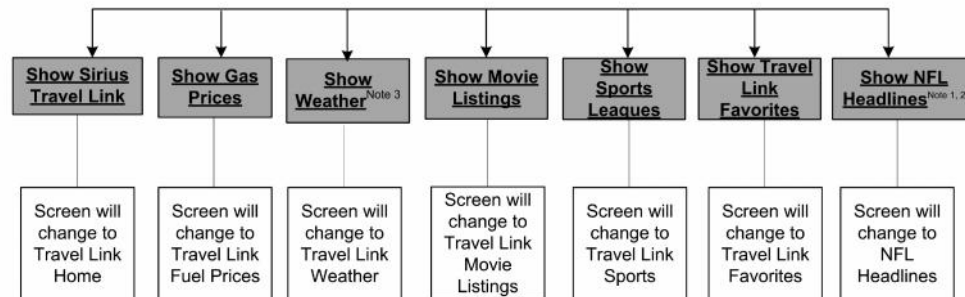 Show Sirius
Travel Link
Show Gas
Prices
Show
Weather Note 3
Show Movie
Listings
Show
Sports
Leagues
Show Travel
Link
Favorites
Show NFL
Headlines Note 1, 2
Screen will
change to
Travel Link
Home
Screen will
change to
Travel Link
Fuel Prices
Screen will
change to
Travel Link
Weather
Screen will
change to
Travel Link
Movie
Listings
Screen will
change to
Travel Link
Sports
Screen will
change to
Travel Link
Favorites
Screen will
change to
NFL
Headlines